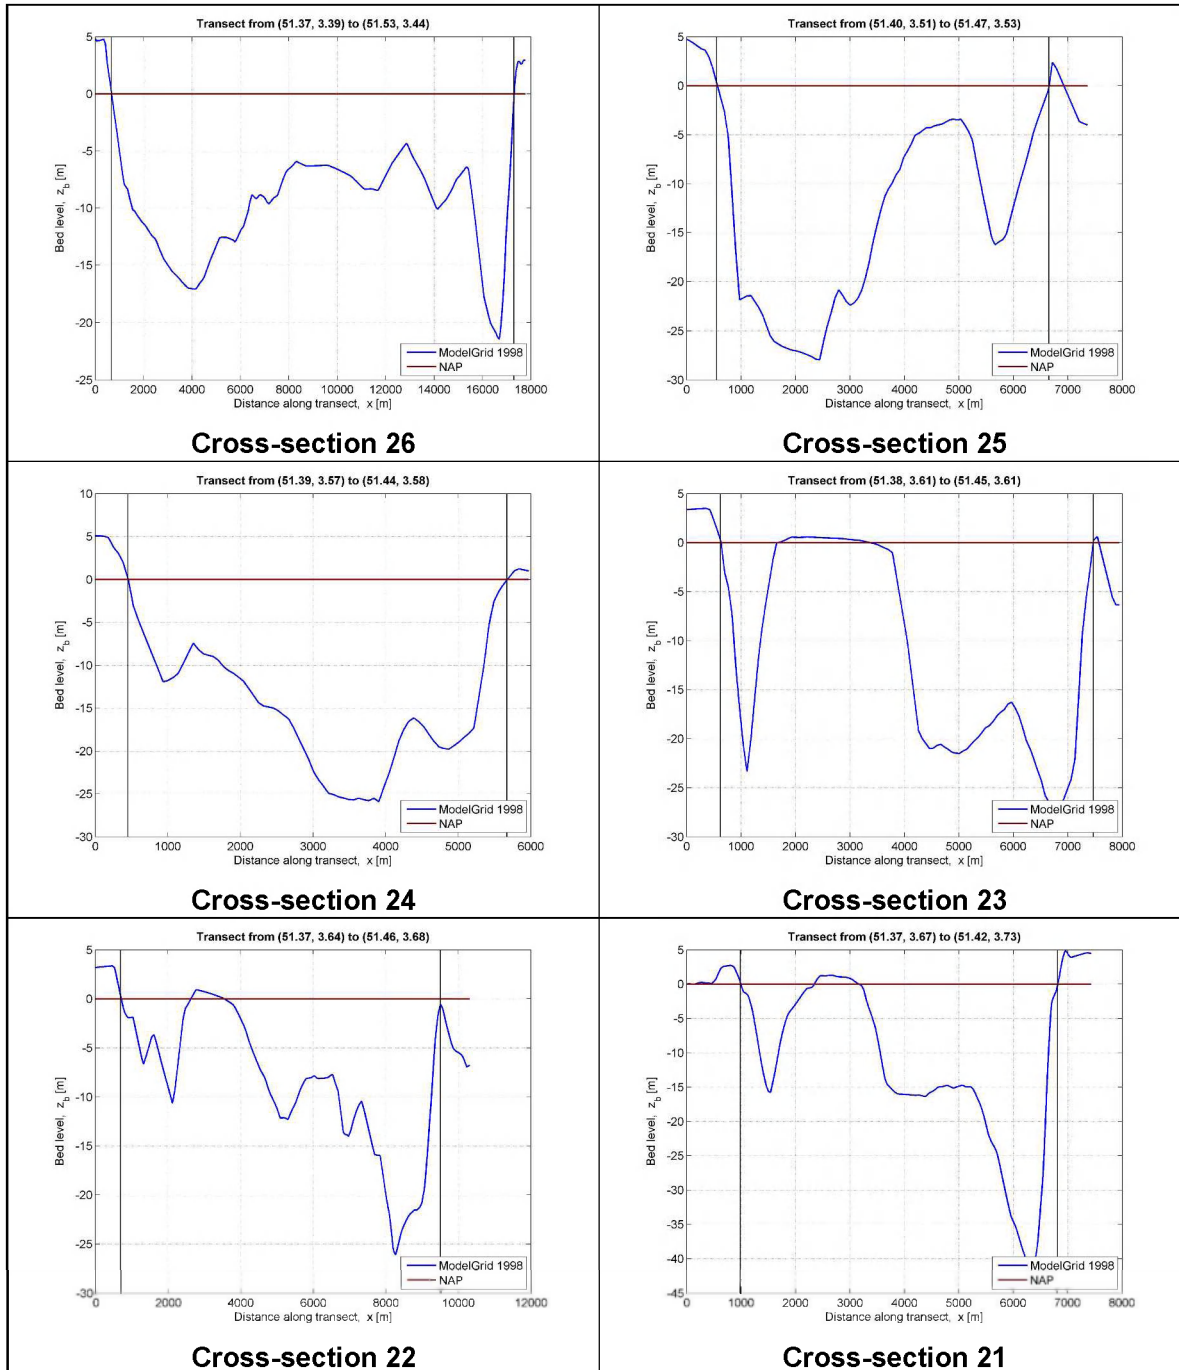 Transect from (51.37, 3.39) to (51.53, 3.44)
5
0
-5
-10
-15
-20
-25
Bed level, z_b [m]
0 2000 4000 6000 8000 10000 12000 14000 16000 18000
Distance along transect, x [m]
ModelGrid 1998
NAP
Cross-section 26
Transect from (51.40, 3.51) to (51.47, 3.53)
5
0
-5
-10
-15
-20
-25
-30
Bed level, z_b [m]
0 1000 2000 3000 4000 5000 6000 7000 8000
Distance along transect, x [m]
ModelGrid 1998
NAP
Cross-section 25
Transect from (51.39, 3.57) to (51.44, 3.58)
10
5
0
-5
-10
-15
-20
-25
-30
Bed level, z_b [m]
0 1000 2000 3000 4000 5000 6000
Distance along transect, x [m]
ModelGrid 1998
NAP
Cross-section 24
Transect from (51.38, 3.61) to (51.45, 3.61)
5
0
-5
-10
-15
-20
-25
-30
Bed level, z_b [m]
0 1000 2000 3000 4000 5000 6000 7000 8000
Distance along transect, x [m]
ModelGrid 1998
NAP
Cross-section 23
Transect from (51.37, 3.64) to (51.46, 3.68)
5
0
-5
-10
-15
-20
-25
-30
Bed level, z_b [m]
0 2000 4000 6000 8000 10000 12000
Distance along transect, x [m]
ModelGrid 1998
NAP
Cross-section 22
Transect from (51.37, 3.67) to (51.42, 3.73)
5
0
-5
-10
-15
-20
-25
-30
-35
-40
-45
Bed level, z_b [m]
0 1000 2000 3000 4000 5000 6000 7000 8000
Distance along transect, x [m]
ModelGrid 1998
NAP
Cross-section 21